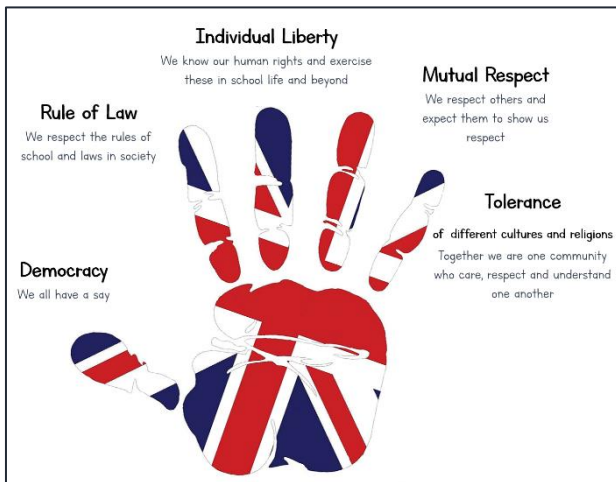 Individual Liberty
We know our human rights and exercise
these in school life and beyond
Mutual Respect
We respect others and
expect them to show us
respect
Rule of Law
We respect the rules of
school and laws in society
Tolerance
of different cultures and religions
Together we are one community
who care, respect and understand
one another
Democracy
We all have a say